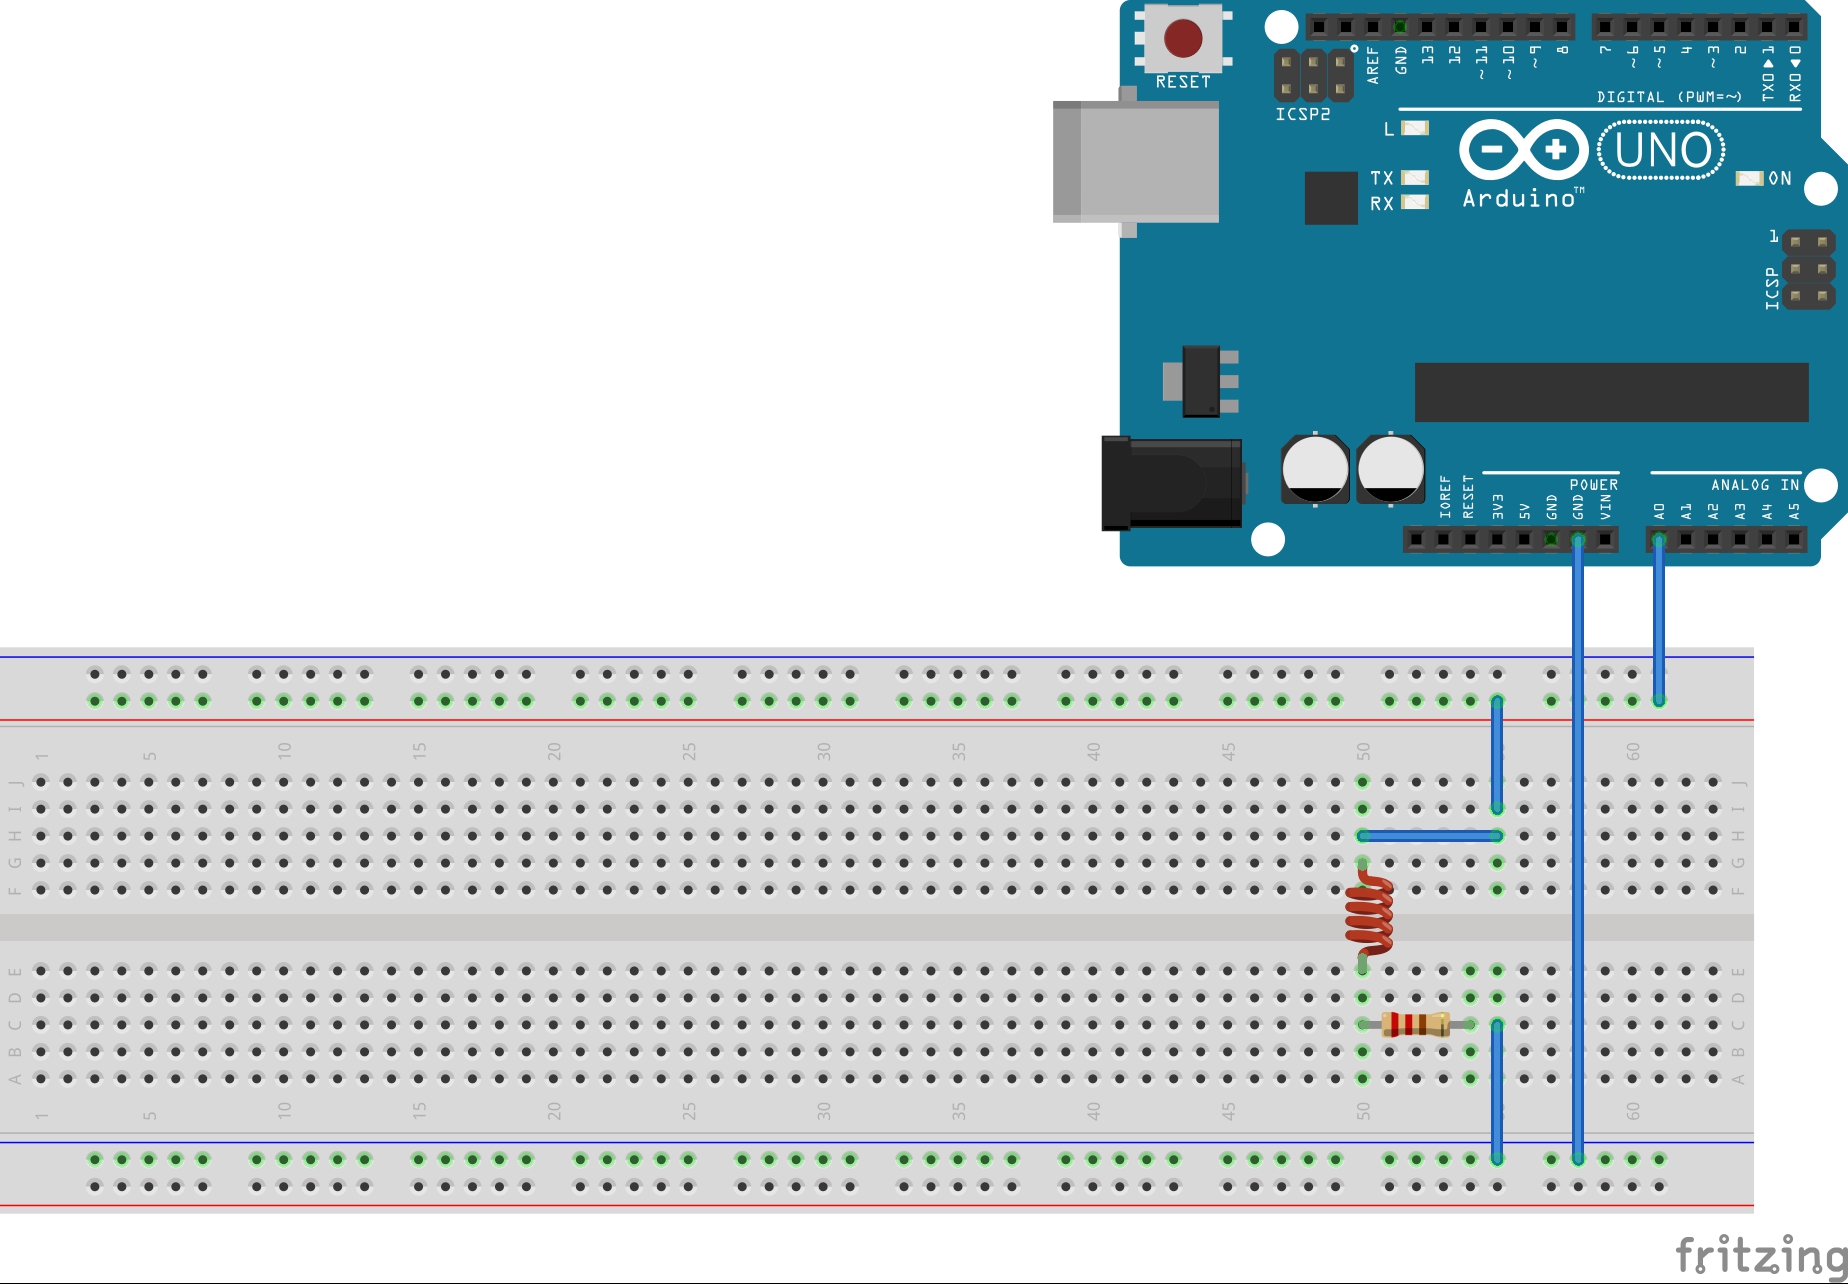 RESET
ICSP2
AREF
GND
13
12
~11
~10
~9
8
7
~6
~5
4
~3
2
TX0▶1
RX0◀0
DIGITAL (PWM=~)
L
TX
RX
Arduino™
UNO
ON
1
ICSP
IOREF
RESET
3V3
5V
GND
GND
VIN
POWER
A0
A1
A2
A3
A4
A5
ANALOG IN
1 5 10 15 20 25 30 35 40 45 50 60
J J
I I
H H
G G
F F
E E
D D
C C
B B
A A
1 5 10 15 20 25 30 35 40 45 50 60
fritzing